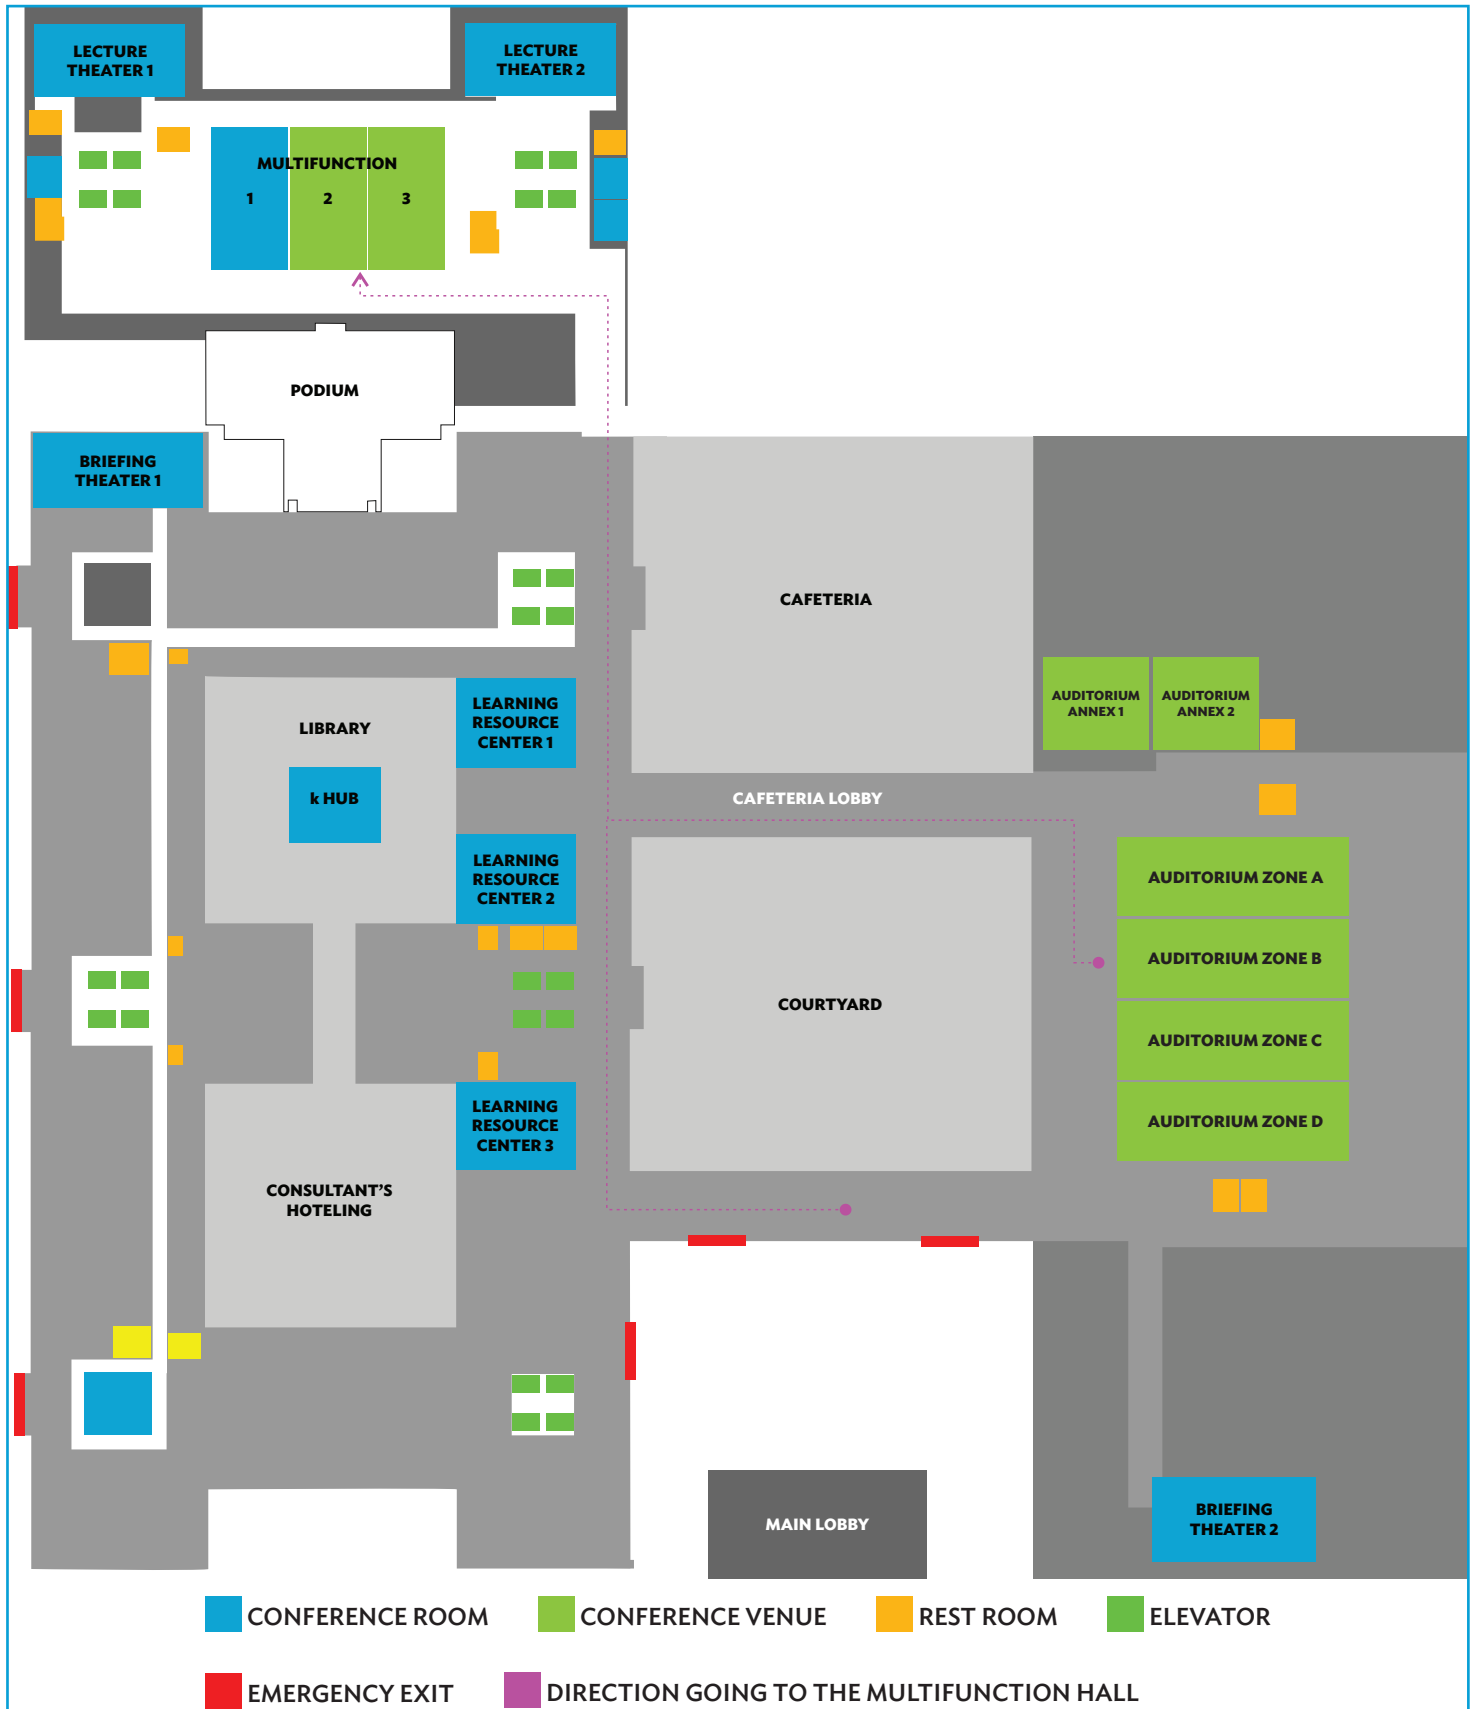 LECTURE
THEATER 1
LECTURE
THEATER 2
MULTIFUNCTION
1
2
3
PODIUM
BRIEFING
THEATER 1
CAFETERIA
AUDITORIUM
ANNEX 1
AUDITORIUM
ANNEX 2
LEARNING
RESOURCE
CENTER 1
LIBRARY
k HUB
CAFETERIA LOBBY
LEARNING
RESOURCE
CENTER 2
AUDITORIUM ZONE A
AUDITORIUM ZONE B
COURTYARD
AUDITORIUM ZONE C
AUDITORIUM ZONE D
LEARNING
RESOURCE
CENTER 3
CONSULTANT'S
HOTELING
MAIN LOBBY
BRIEFING
THEATER 2
CONFERENCE ROOM
CONFERENCE VENUE
REST ROOM
ELEVATOR
EMERGENCY EXIT
DIRECTION GOING TO THE MULTIFUNCTION HALL